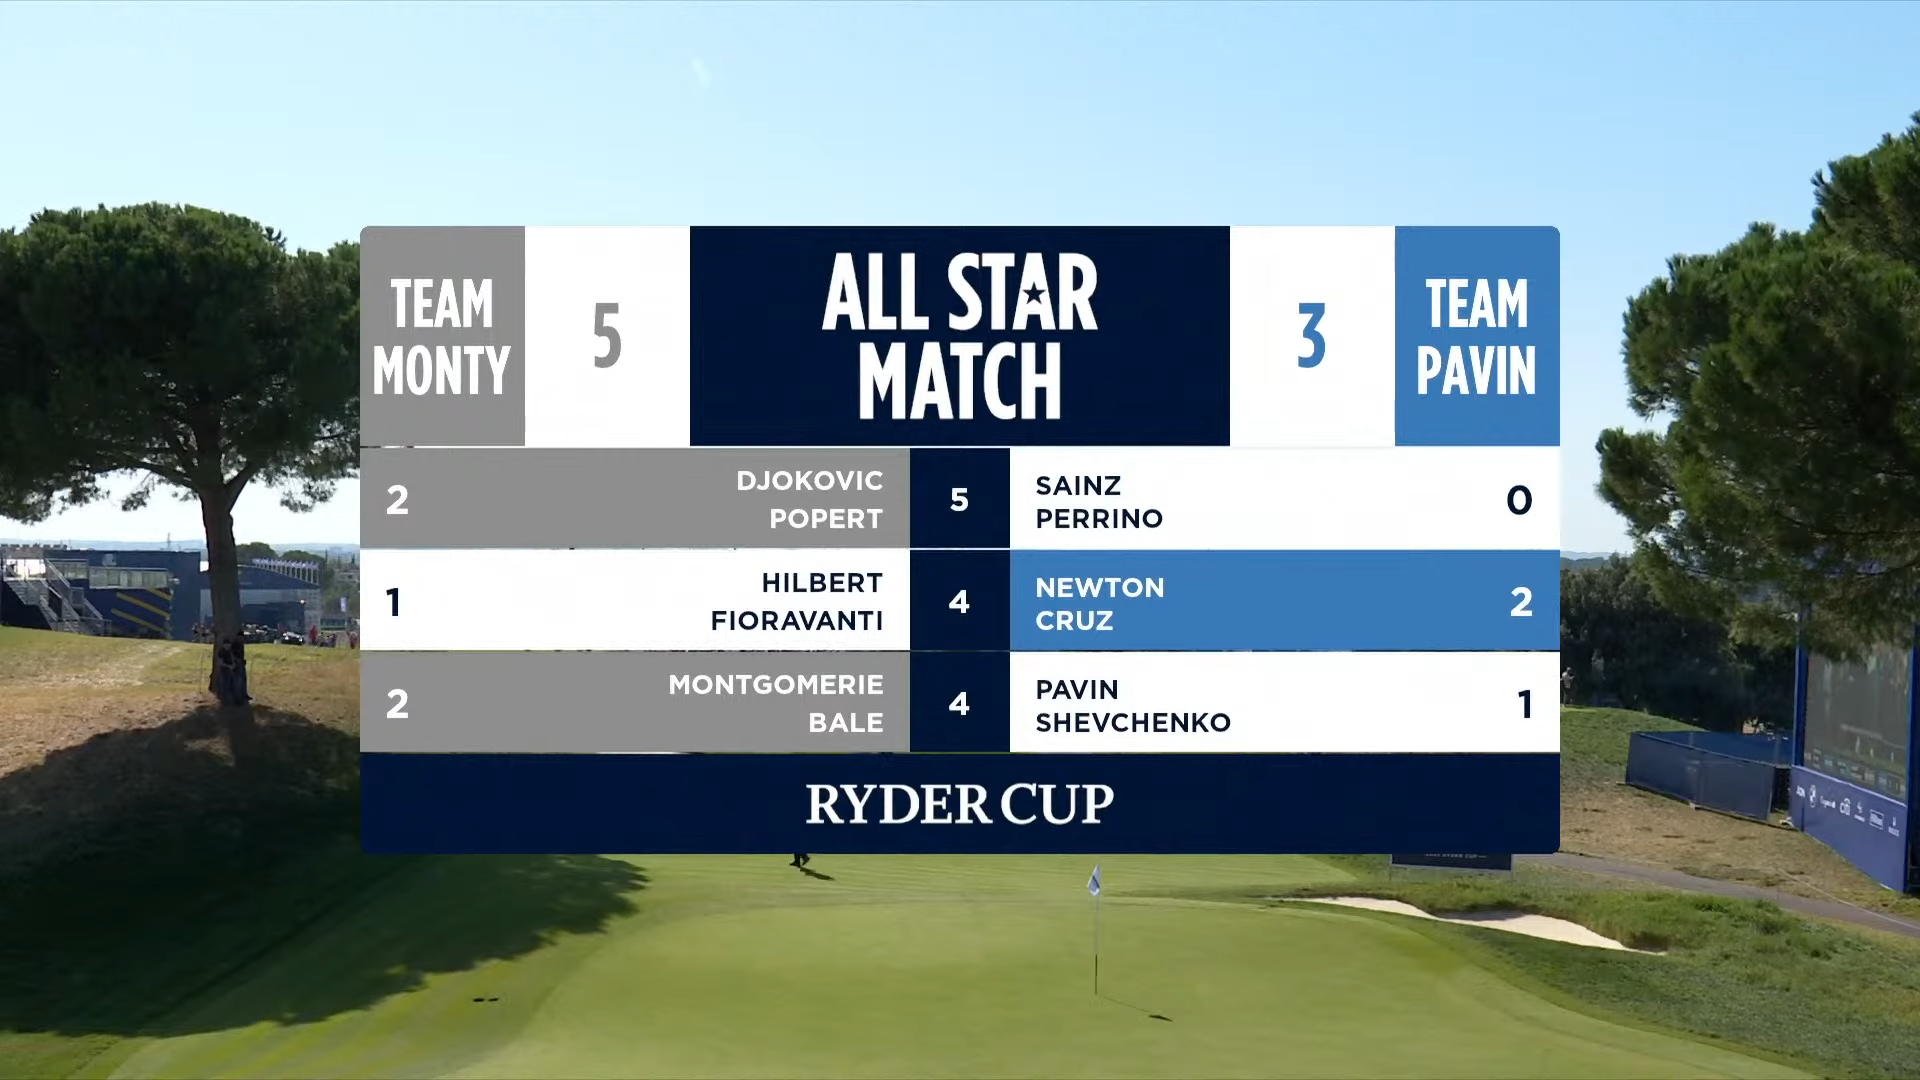 TEAM
MONTY
5
ALL STAR
MATCH
3
TEAM
PAVIN
2
DJOKOVIC
POPERT
5
SAINZ
PERRINO
0
1
HILBERT
FIORAVANTI
4
NEWTON
CRUZ
2
2
MONTGOMERIE
BALE
4
PAVIN
SHEVCHENKO
1
RYDER CUP